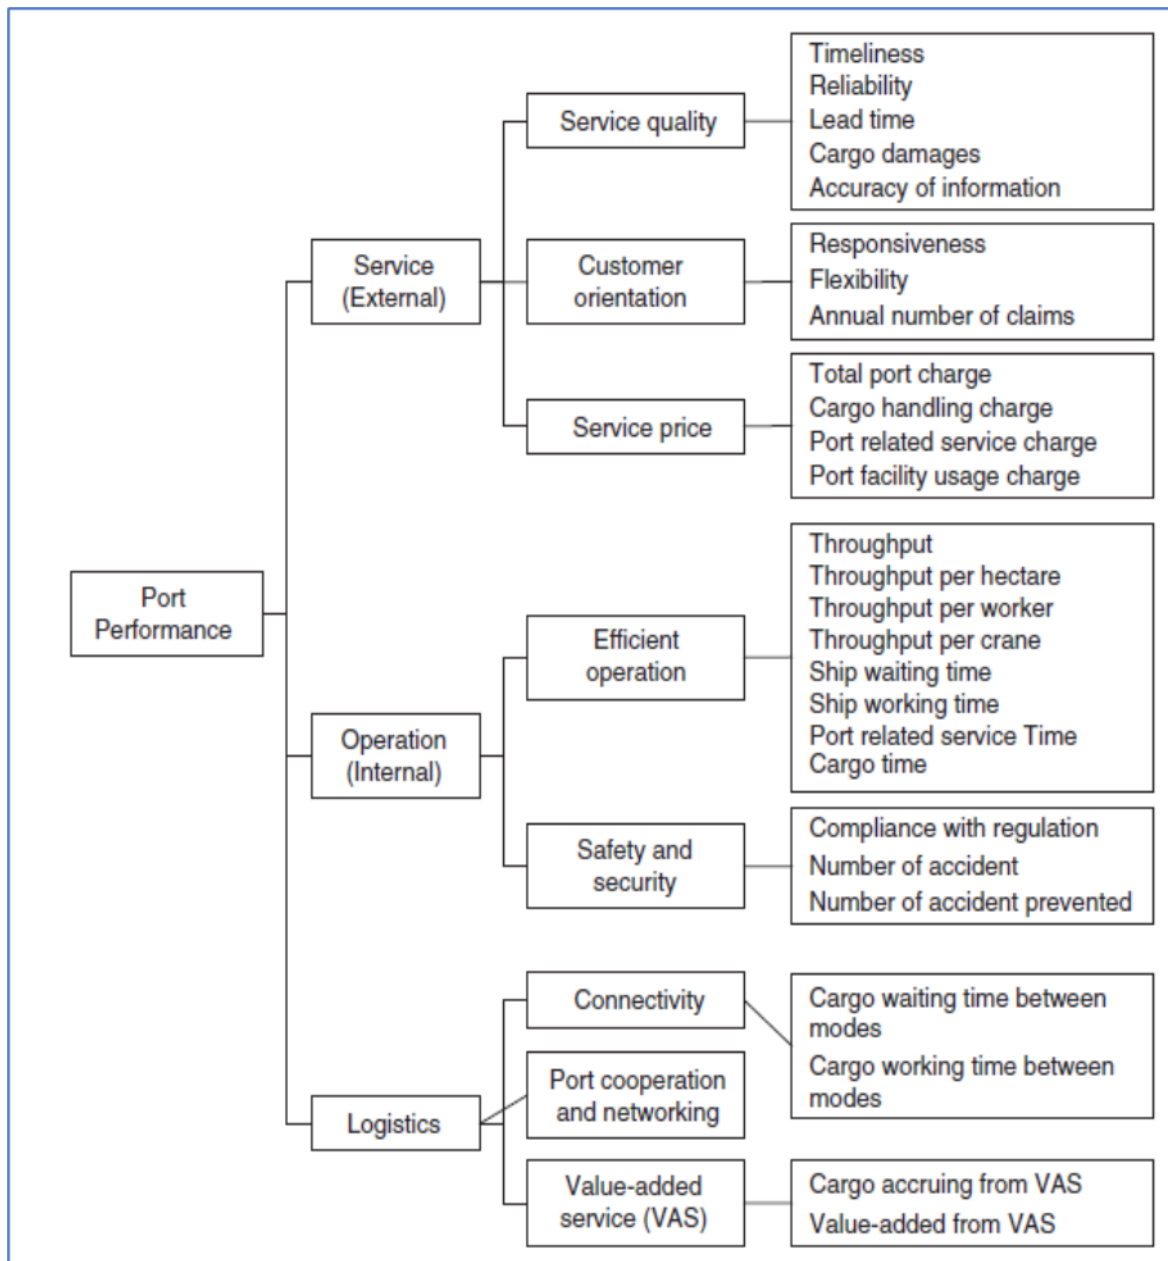 Port
Performance
Service
(External)
Service quality
Timeliness
Reliability
Lead time
Cargo damages
Accuracy of information
Customer
orientation
Responsiveness
Flexibility
Annual number of claims
Service price
Total port charge
Cargo handling charge
Port related service charge
Port facility usage charge
Operation
(Internal)
Efficient
operation
Throughput
Throughput per hectare
Throughput per worker
Throughput per crane
Ship waiting time
Ship working time
Port related service Time
Cargo time
Safety and
security
Compliance with regulation
Number of accident
Number of accident prevented
Logistics
Connectivity
Cargo waiting time between
modes
Cargo working time between
modes
Port cooperation
and networking
Value-added
service (VAS)
Cargo accruing from VAS
Value-added from VAS